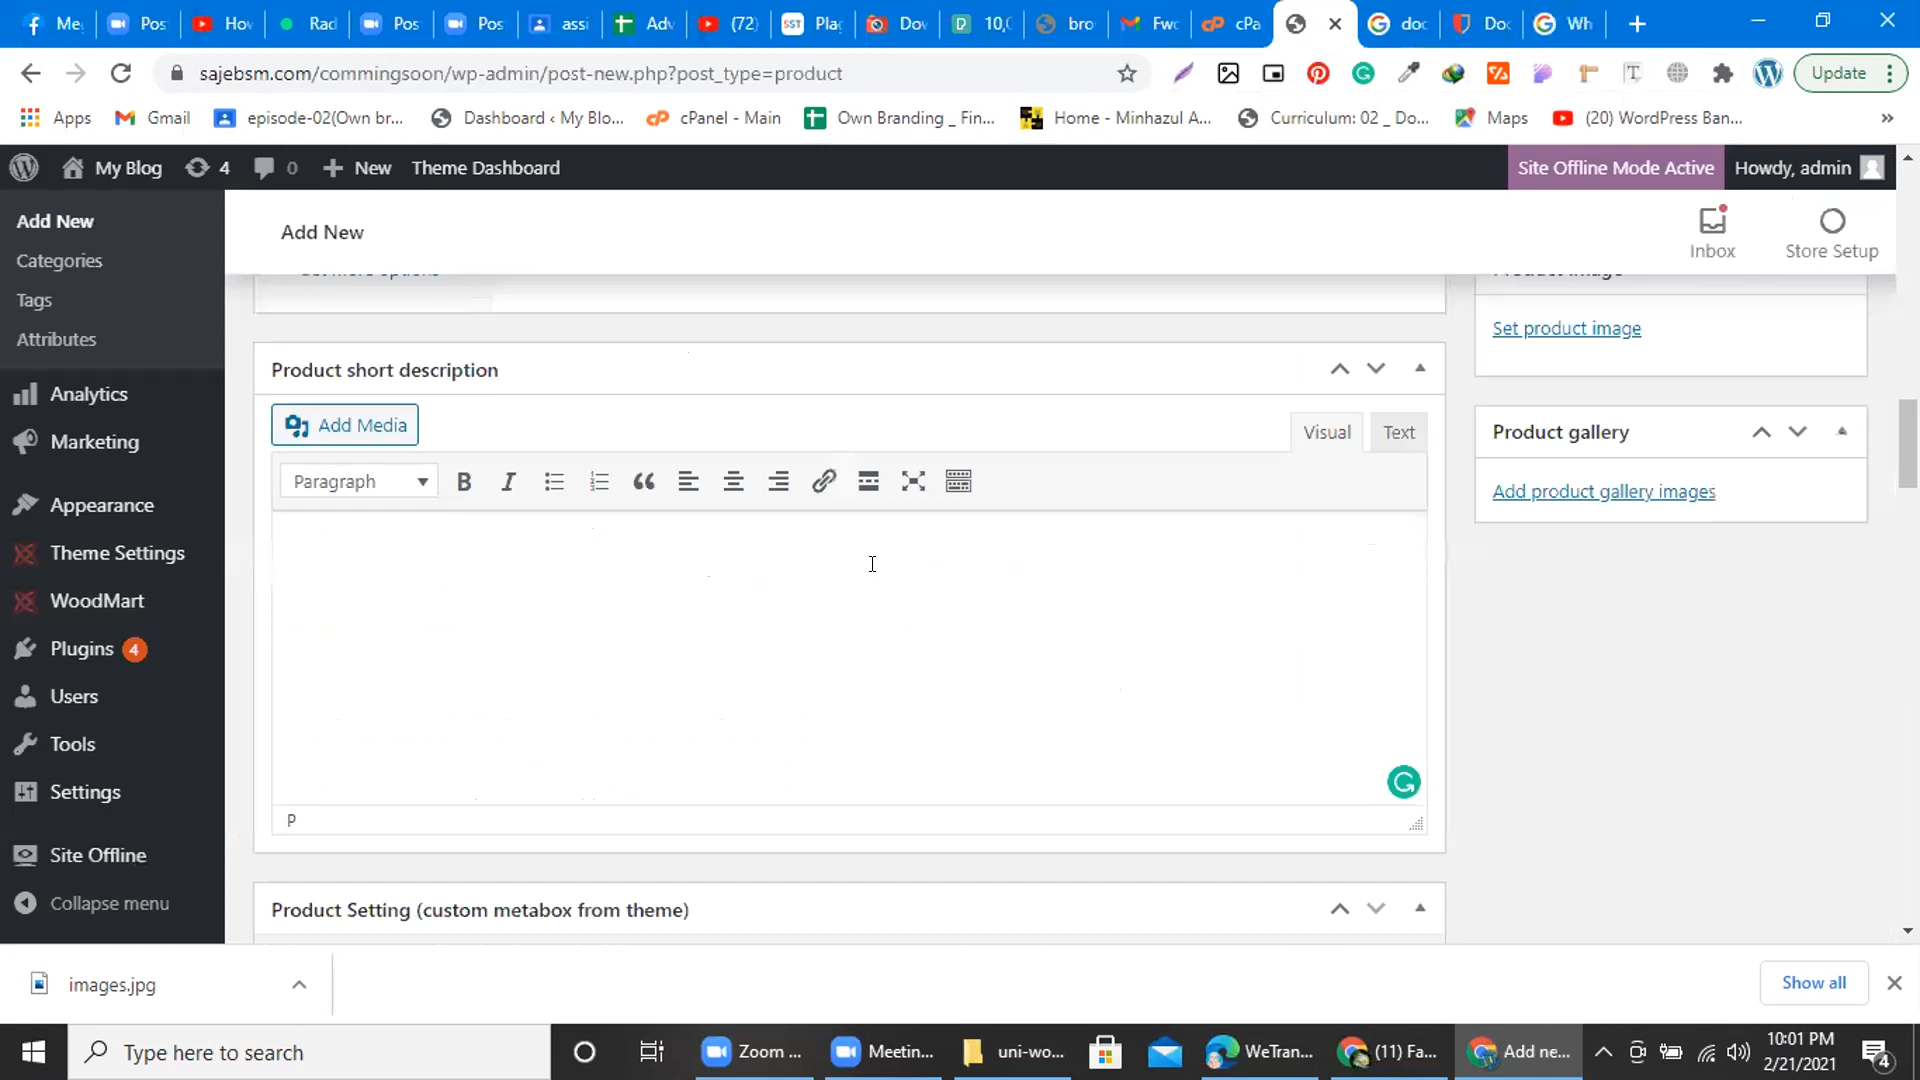 Me
Pos
Hov
Rad
Pos
Pos
assi
Adv
(72)
SST
Pla
Dov
10,0
bro
Fwc
cPa
doc
Doc
Wh
sajebsm.com/commingsoon/wp-admin/post-new.php?post_type=product
Update
Apps
Gmail
episode-02(Own br...
Dashboard ‹ My Blo...
cPanel - Main
Own Branding _ Fin...
Home - Minhazul A...
Curriculum: 02 _ Do...
Maps
(20) WordPress Ban...
»
My Blog
4
0
New
Theme Dashboard
Site Offline Mode Active
Howdy, admin
Add New
Categories
Tags
Attributes
Analytics
Marketing
Appearance
Theme Settings
WoodMart
Plugins 4
Users
Tools
Settings
Site Offline
Collapse menu
Add New
Inbox
Store Setup
Get more options
Product image
Set product image
Product short description
Add Media
Visual
Text
Paragraph
B
I
P
Product gallery
Add product gallery images
Product Setting (custom metabox from theme)
images.jpg
Show all
Type here to search
Zoom ...
Meetin...
uni-wo...
WeTran...
(11) Fa...
Add ne...
10:01 PM
2/21/2021
4